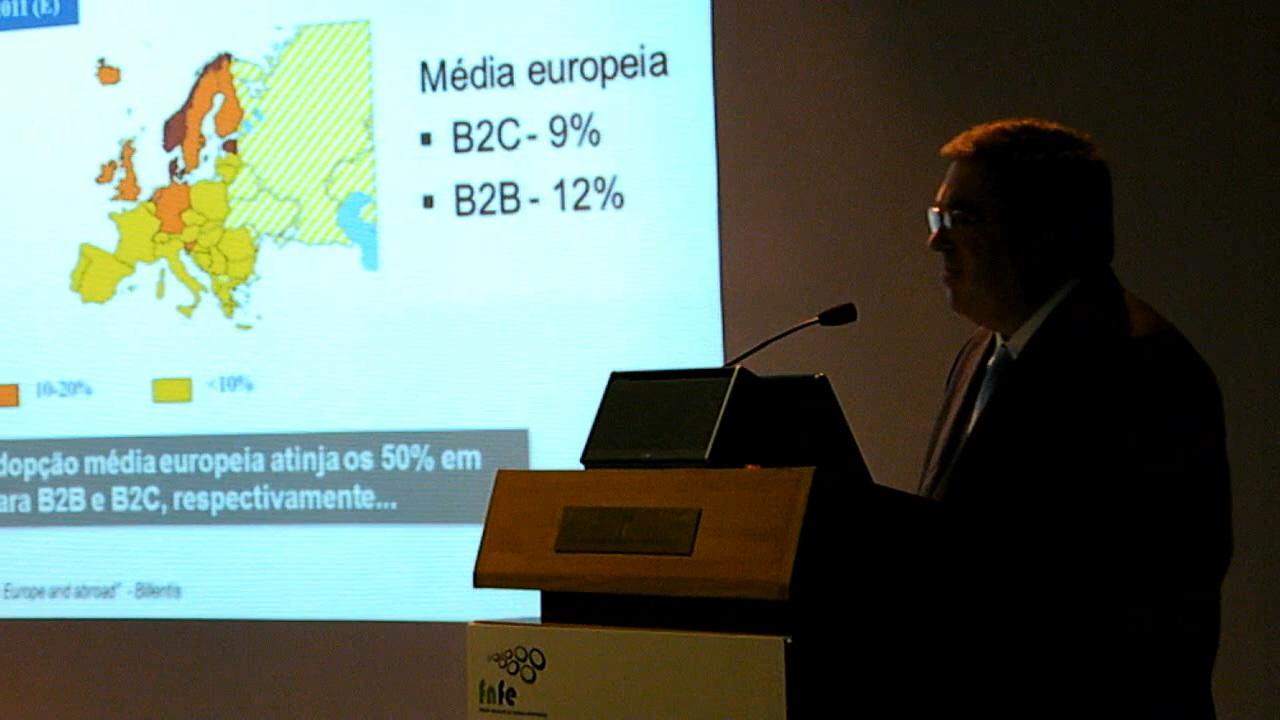 2011 (E)
Média europeia
▪ B2C- 9%
▪ B2B - 12%
10-20%
<10%
dopção média europeia atinja os 50% em
ara B2B e B2C, respectivamente...
Europe and abroad" - Billentis
fnfe